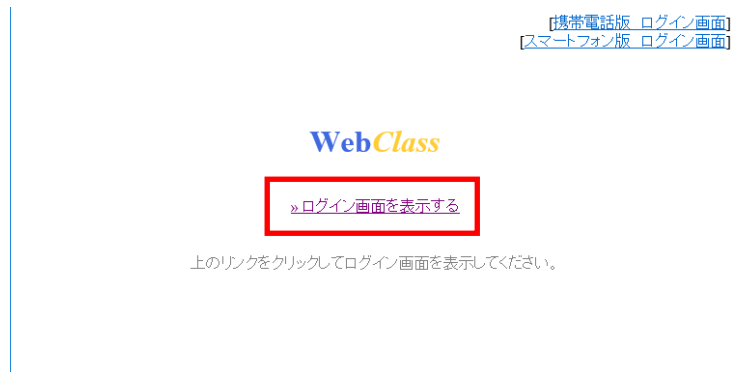 [携帯電話版 ログイン画面]
[スマートフォン版 ログイン画面]
WebClass
»ログイン画面を表示する
上のリンクをクリックしてログイン画面を表示してください。